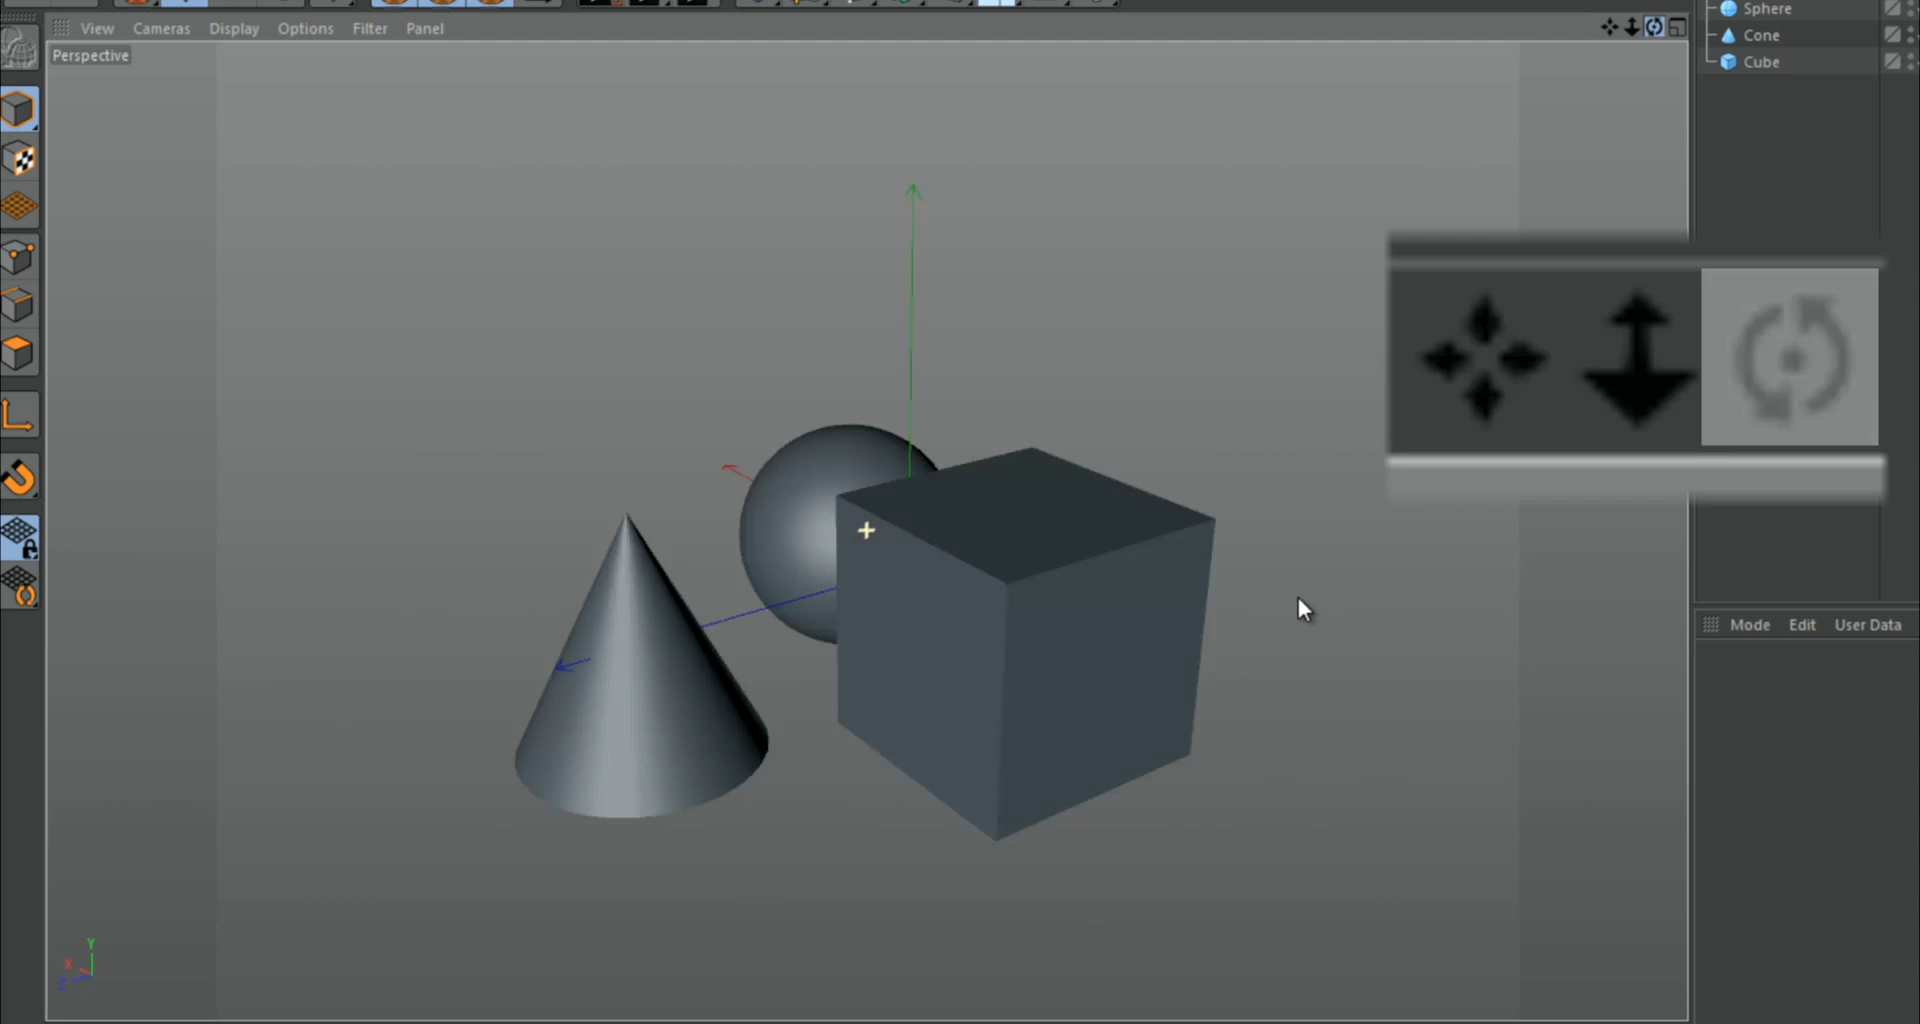 View Cameras Display Options Filter Panel
Perspective
Sphere
Cone
Cube
Mode Edit User Data
Y
X
Z